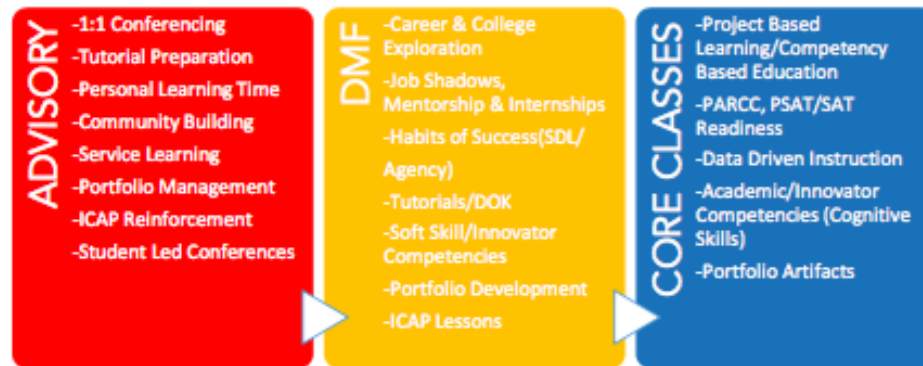 ADVISORY
-1:1 Conferencing
-Tutorial Preparation
-Personal Learning Time
-Community Building
-Service Learning
-Portfolio Management
-ICAP Reinforcement
-Student Led Conferences
DMF
-Career & College
Exploration
-Job Shadows,
Mentorship & Internships
-Habits of Success(SDL/
Agency)
-Tutorials/DOK
-Soft Skill/Innovator
Competencies
-Portfolio Development
-ICAP Lessons
CORE CLASSES
-Project Based
Learning/Competency
Based Education
-PARCC, PSAT/SAT
Readiness
-Data Driven Instruction
-Academic/Innovator
Competencies (Cognitive
Skills)
-Portfolio Artifacts